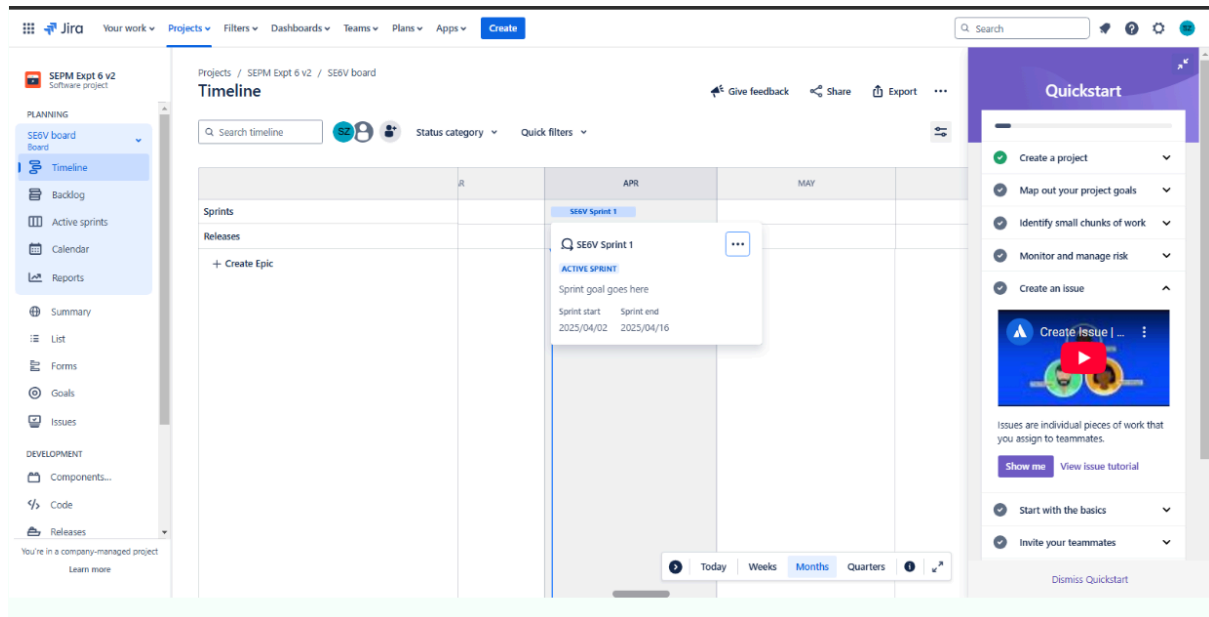 Jira Your work Projects Filters Dashboards Teams Plans Apps Create Search SZ
SEPM Expt 6 v2
Software project
PLANNING
SE6V board
Board
Timeline
Backlog
Active sprints
Calendar
Reports
Summary
List
Forms
Goals
Issues
DEVELOPMENT
Components...
Code
Releases
You're in a company-managed project
Learn more
Projects / SEPM Expt 6 v2 / SE6V board
Timeline
Give feedback Share Export
Search timeline SZ Status category Quick filters
APR MAY
Sprints SE6V Sprint 1
Releases
+ Create Epic
SE6V Sprint 1
ACTIVE SPRINT
Sprint goal goes here
Sprint start Sprint end
2025/04/02 2025/04/16
Today Weeks Months Quarters
Quickstart
Create a project
Map out your project goals
Identify small chunks of work
Monitor and manage risk
Create an issue
Create Issue | ...
Issues are individual pieces of work that
you assign to teammates.
Show me View issue tutorial
Start with the basics
Invite your teammates
Dismiss Quickstart